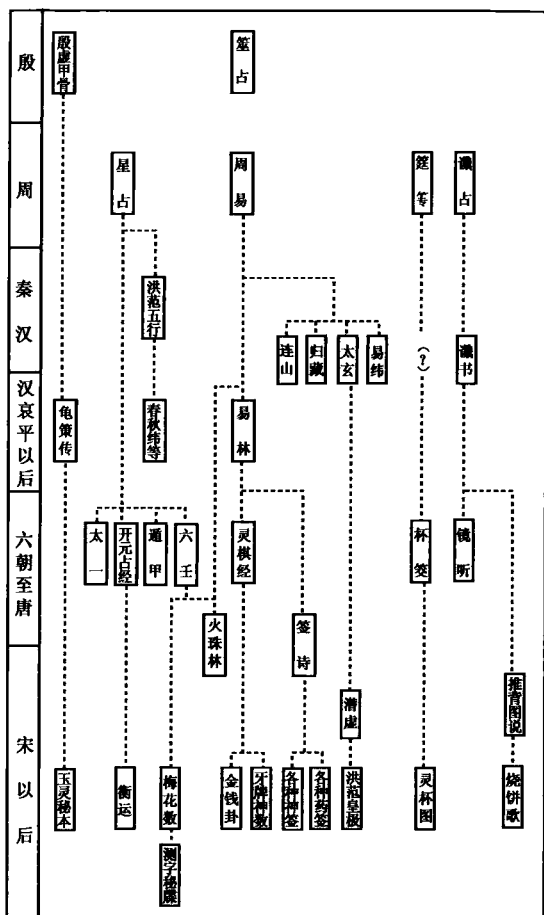 殷
殷虚甲骨
筮占
周
星占
周易
筳篿
谶占
秦汉
洪范五行
连山
归藏
太玄
易纬
(?)
谶书
汉哀平以后
龟策传
春秋纬等
易林
六朝至唐
太一
开元占经
遁甲
六壬
灵棋经
杯筊
镜听
火珠林
签诗
宋以后
潜虚
推背图说
玉灵秘本
衡运
梅花数
金钱卦
牙牌神数
各种神签
各种药签
洪范皇极
灵杯图
烧饼歌
测字秘牒